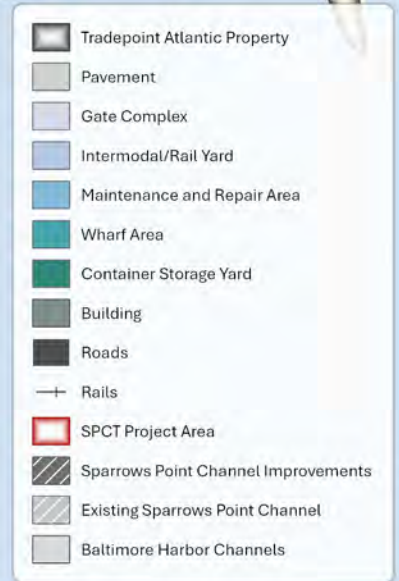 Tradepoint Atlantic Property
Pavement
Gate Complex
Intermodal/Rail Yard
Maintenance and Repair Area
Wharf Area
Container Storage Yard
Building
Roads
Rails
SPCT Project Area
Sparrows Point Channel Improvements
Existing Sparrows Point Channel
Baltimore Harbor Channels